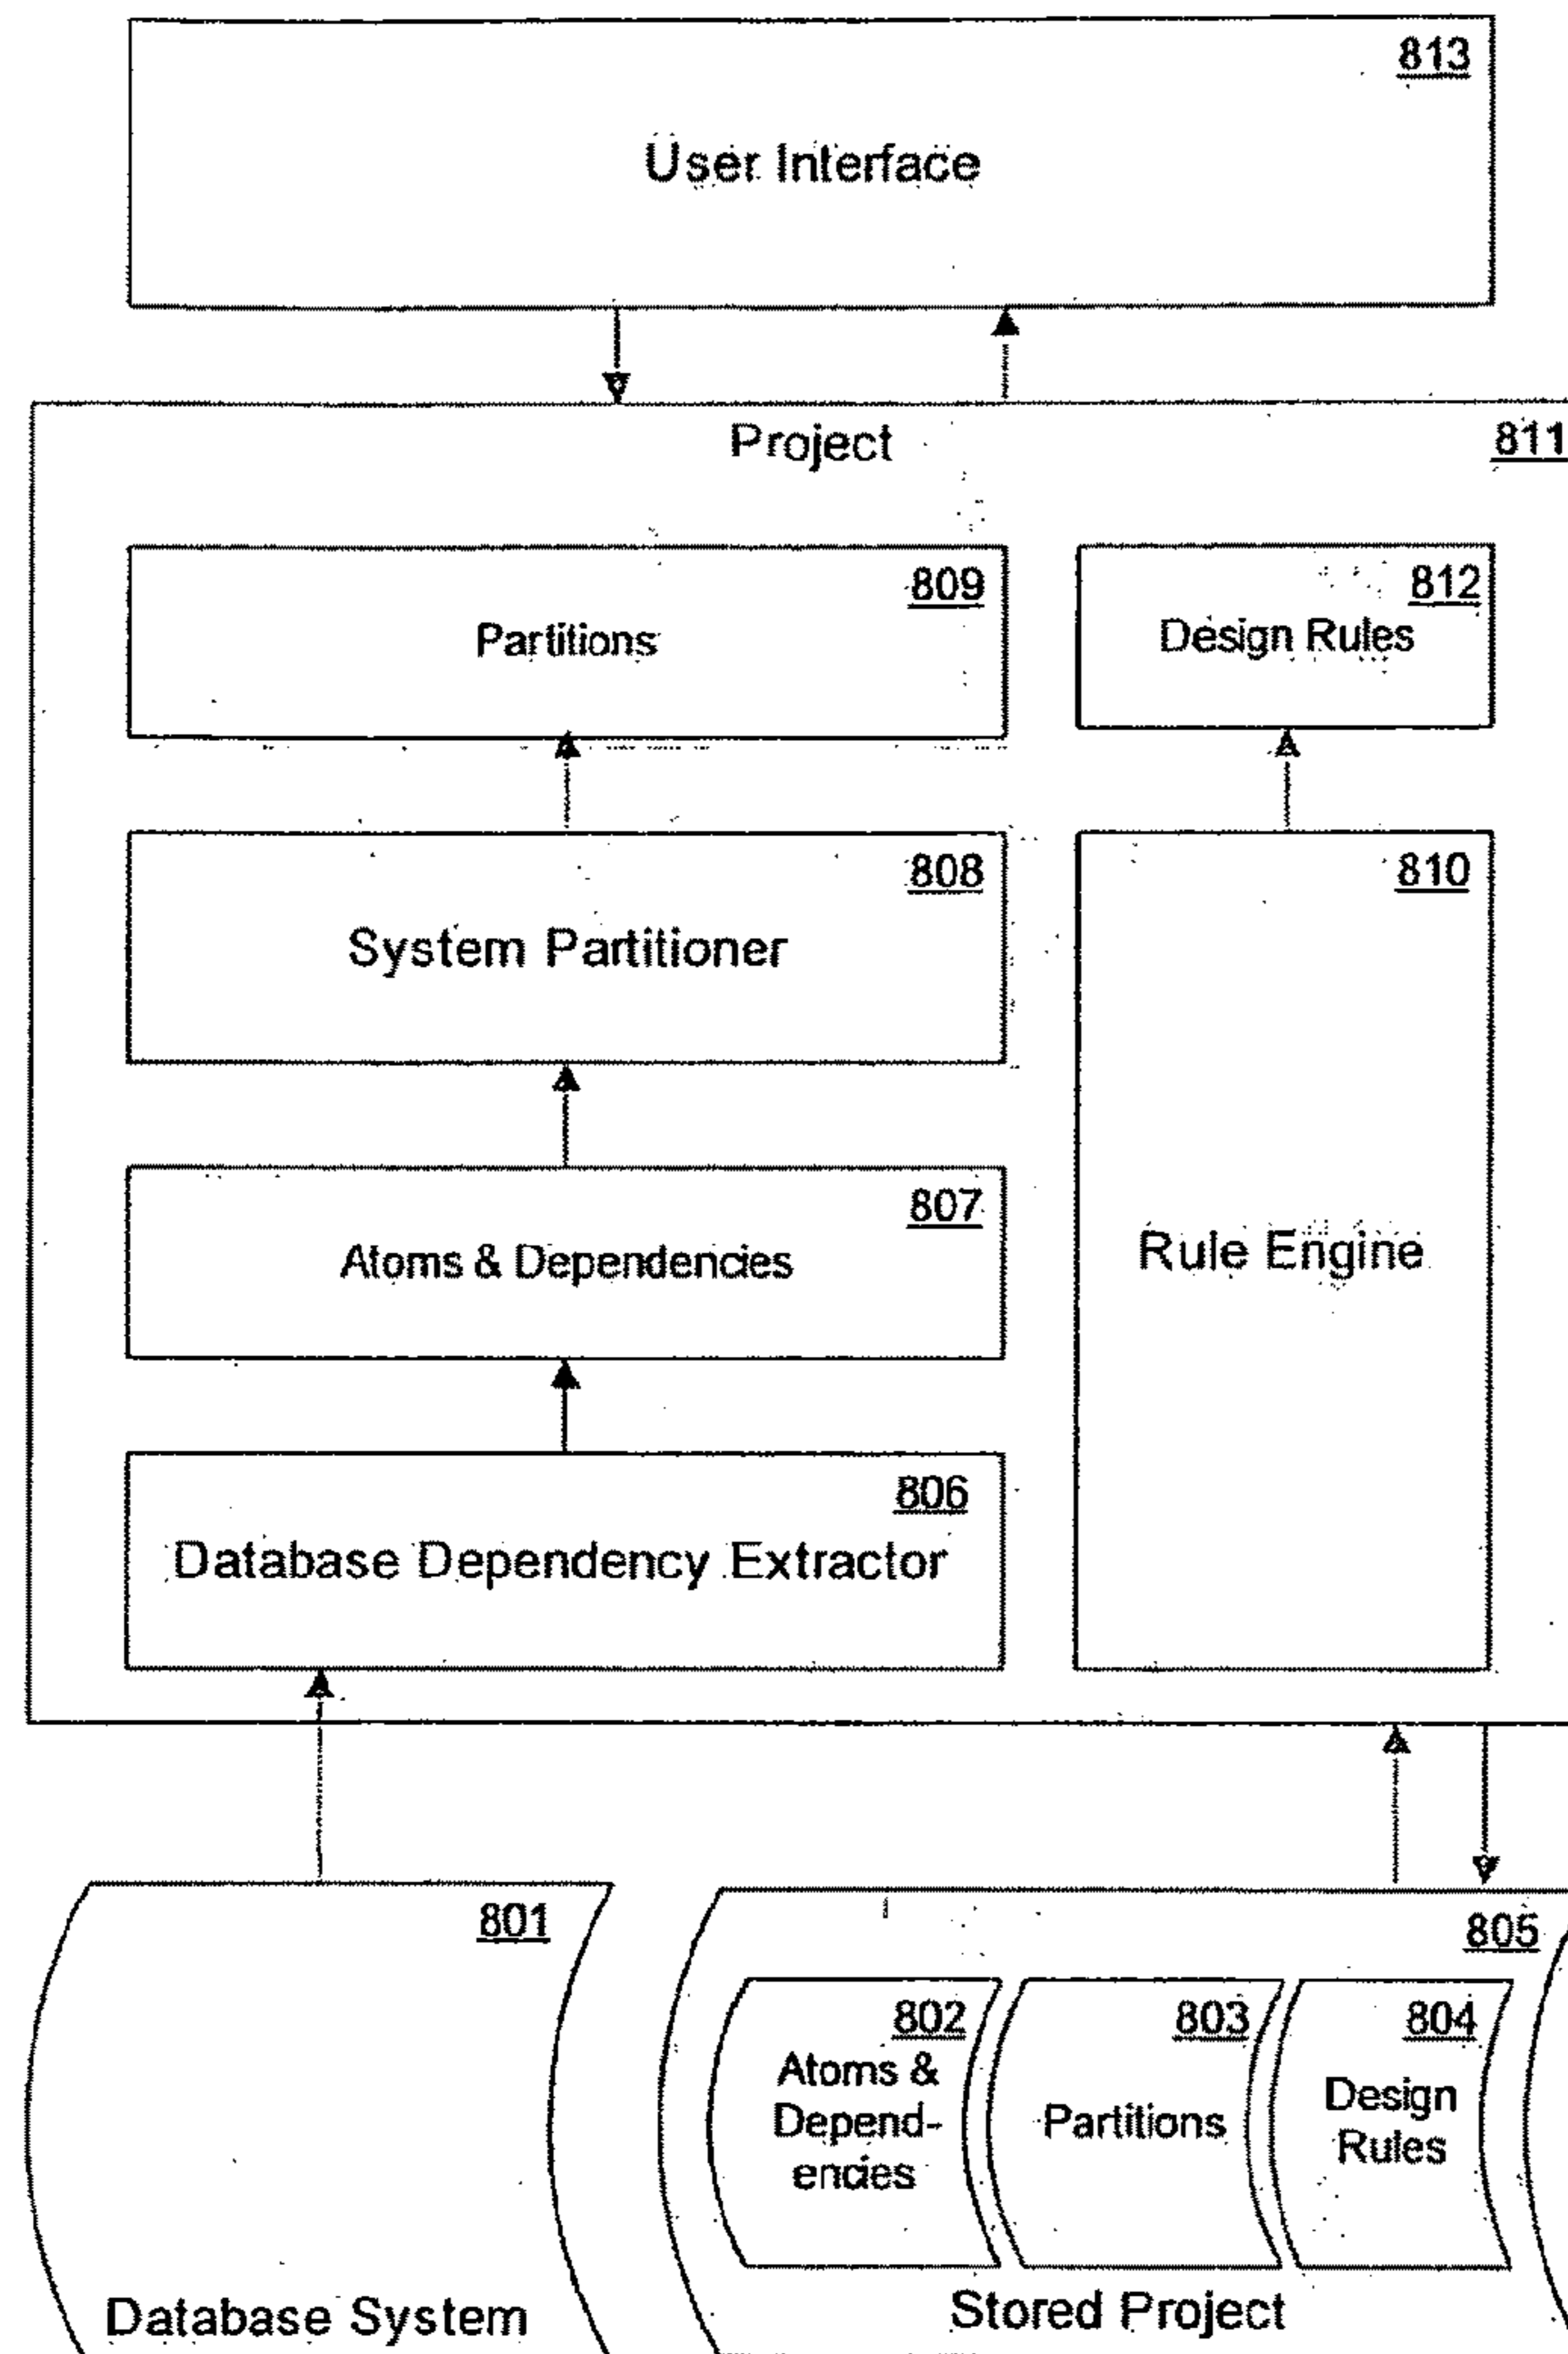 813
User Interface
Project
811
809
Partitions
812
Design Rules
808
System Partitioner
810
Rule Engine
807
Atoms & Dependencies
806
Database Dependency Extractor
801
Database System
805
802
Atoms &
Depend-
encies
803
Partitions
804
Design
Rules
Stored Project